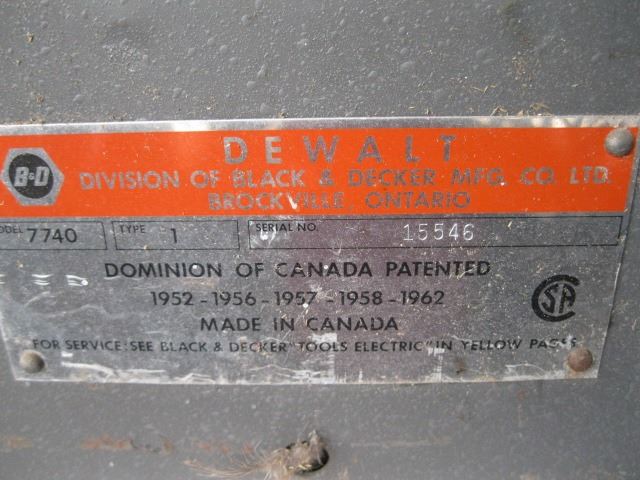 DEWALT
B&D
DIVISION OF BLACK & DECKER MFG. CO. LTD.
BROCKVILLE, ONTARIO
MODEL 7740 TYPE 1 SERIAL NO. 15546
DOMINION OF CANADA PATENTED
1952-1956-1957-1958-1962
MADE IN CANADA
FOR SERVICE: SEE BLACK & DECKER "TOOLS ELECTRIC" IN YELLOW PAGES
CSA